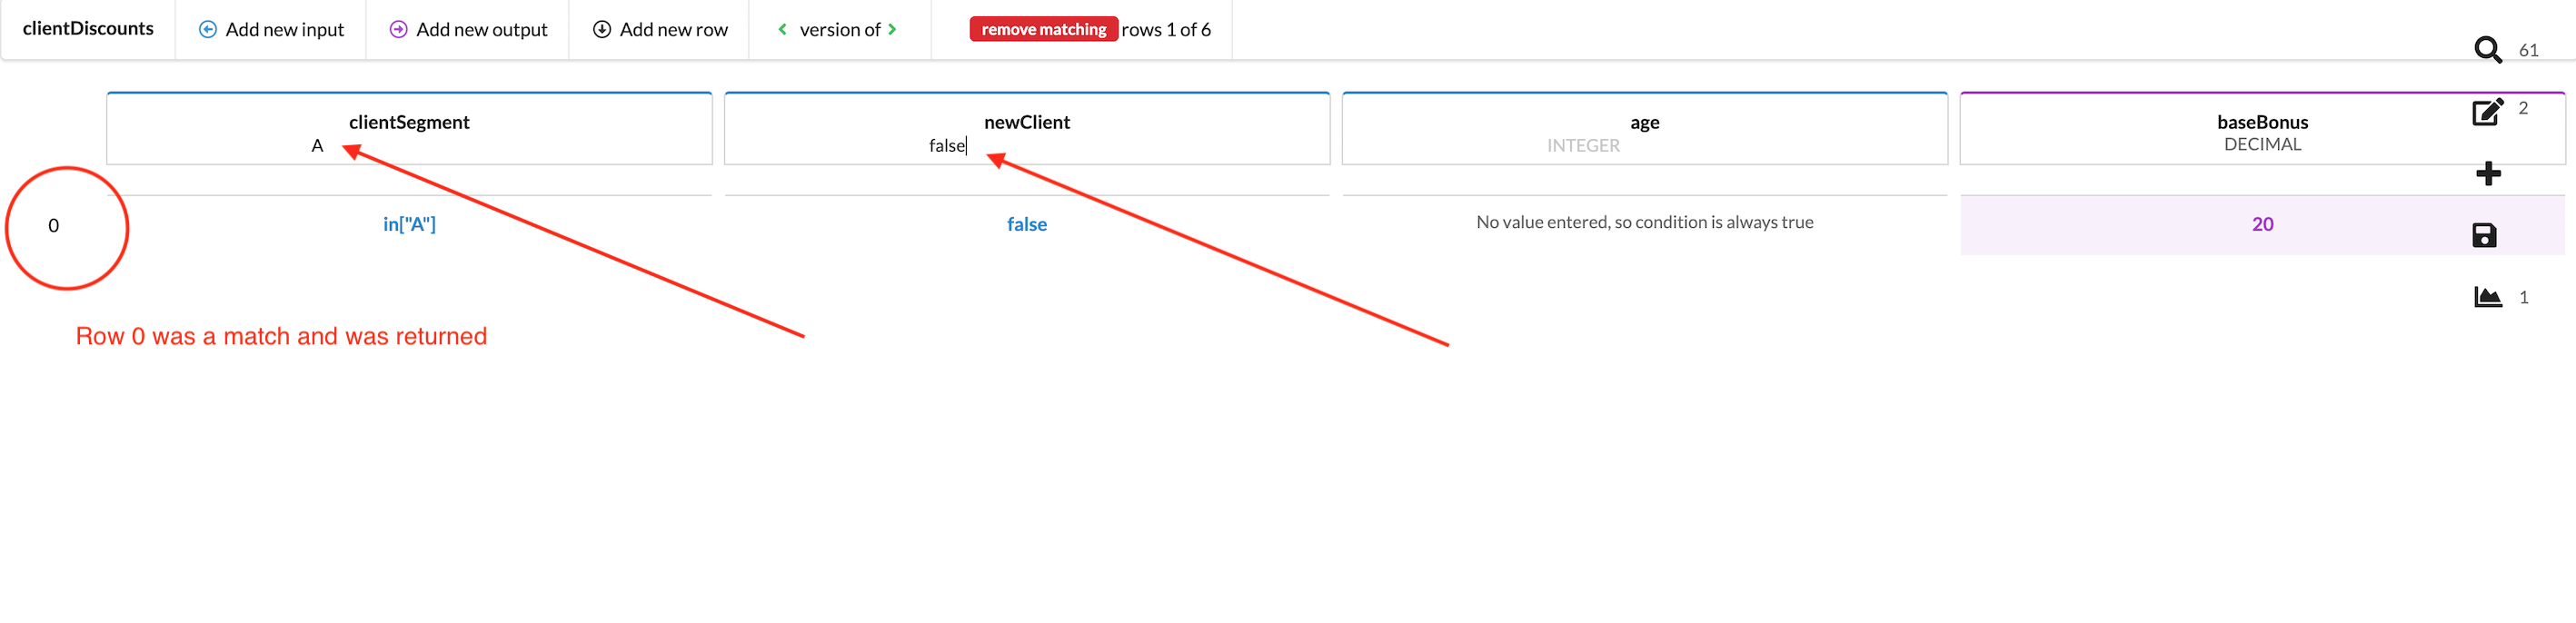 clientDiscounts Add new input Add new output Add new row version of remove matching rows 1 of 6
61
clientSegment newClient age baseBonus
2
A false INTEGER DECIMAL
0 in["A"] false No value entered, so condition is always true 20
1
Row 0 was a match and was returned